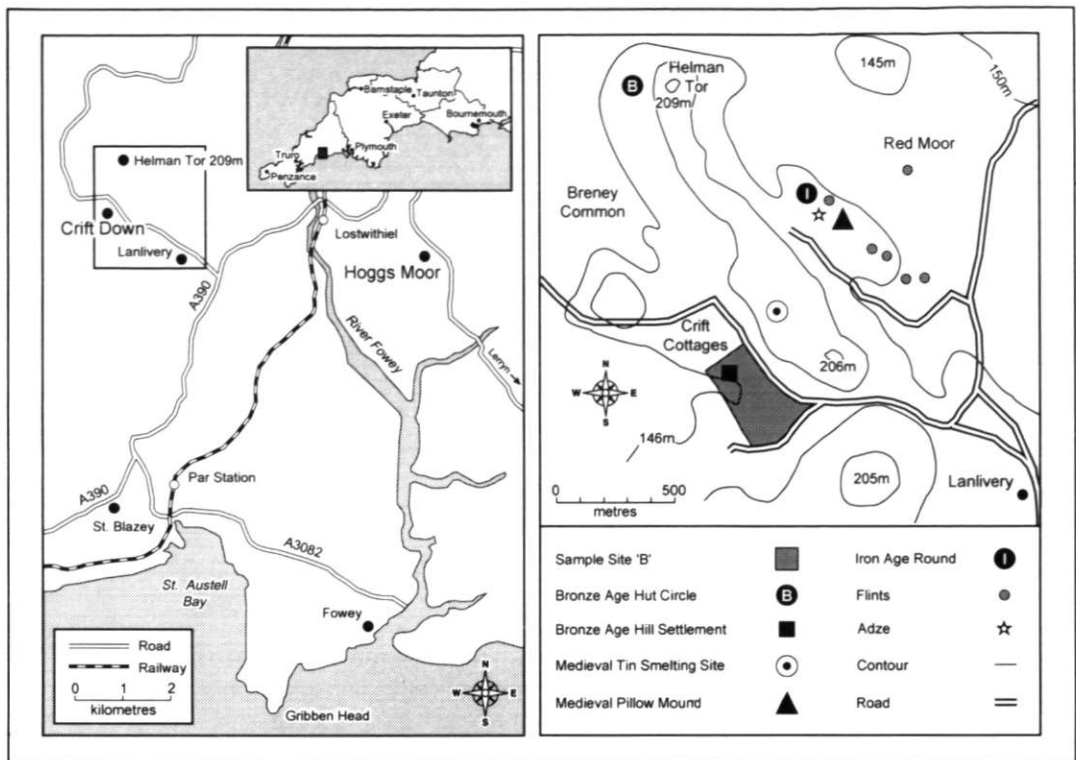 Barnstaple
Taunton
Exeter
Bournemouth
Plymouth
Truro
Penzance
Helman Tor 209m
Crift Down
Lanlivery
A390
Lostwithiel
Hoggs Moor
River Fowey
Lerryn
Par Station
A390
St. Blazey
A3082
St. Austell
Bay
Fowey
Road
Railway
0 1 2
kilometres
Gribben Head
N
W E
S
Helman
Tor
209m
B
145m
150m
Red Moor
I
Breney
Common
Crift
Cottages
206m
N
W E
S
146m
205m
Lanlivery
0 500
metres
Sample Site 'B'
Iron Age Round
I
Bronze Age Hut Circle
B
Flints
Bronze Age Hill Settlement
Adze
Medieval Tin Smelting Site
Contour
Medieval Pillow Mound
Road